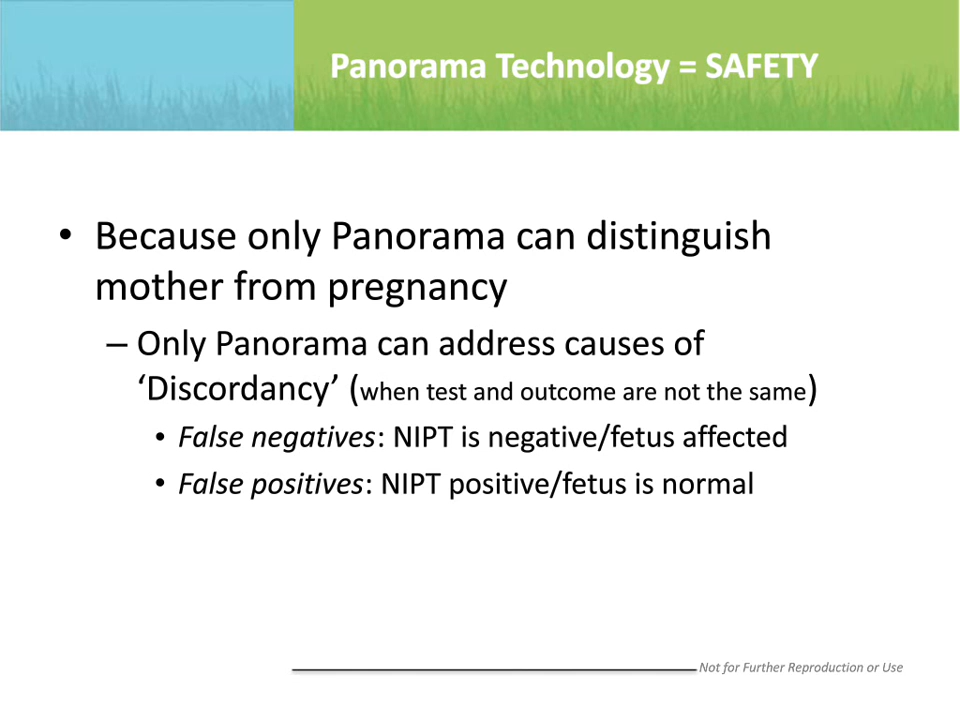 Panorama Technology = SAFETY
• Because only Panorama can distinguish
mother from pregnancy
– Only Panorama can address causes of
‘Discordancy’ (when test and outcome are not the same)
• False negatives: NIPT is negative/fetus affected
• False positives: NIPT positive/fetus is normal
Not for Further Reproduction or Use